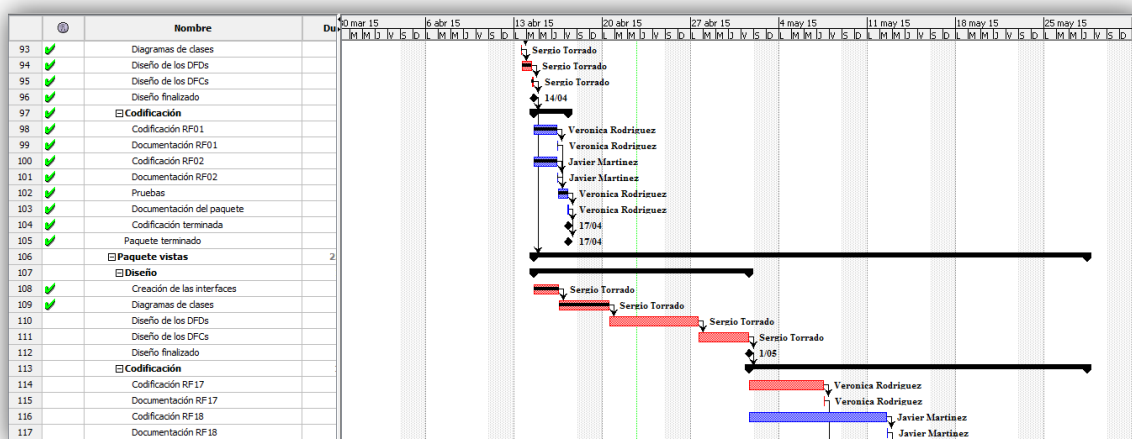 Nombre Du
30 mar 15 6 abr 15 13 abr 15 20 abr 15 27 abr 15 4 may 15 11 may 15 18 may 15 25 may 15
M M J V S D L M M J V S D L M M J V S D L M M J V S D L M M J V S D L M M J V S D L M M J V S D L M M J V S D L M M J V S D
93 Diagramas de clases Sergio Torrado
94 Diseño de los DFDs Sergio Torrado
95 Diseño de los DFCs Sergio Torrado
96 Diseño finalizado 14/04
97 Codificación
98 Codificación RF01 Veronica Rodriguez
99 Documentación RF01 Veronica Rodriguez
100 Codificación RF02 Javier Martinez
101 Documentación RF02 Javier Martinez
102 Pruebas Veronica Rodriguez
103 Documentación del paquete Veronica Rodriguez
104 Codificación terminada 17/04
105 Paquete terminado 17/04
106 Paquete vistas 2
107 Diseño
108 Creación de las interfaces Sergio Torrado
109 Diagramas de clases Sergio Torrado
110 Diseño de los DFDs Sergio Torrado
111 Diseño de los DFCs Sergio Torrado
112 Diseño finalizado 1/05
113 Codificación
114 Codificación RF17 Veronica Rodriguez
115 Documentación RF17 Veronica Rodriguez
116 Codificación RF18 Javier Martinez
117 Documentación RF18 Javier Martinez